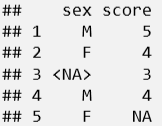 ##    sex score
## 1    M     5
## 2    F     4
## 3 <NA>     3
## 4    M     4
## 5    F    NA